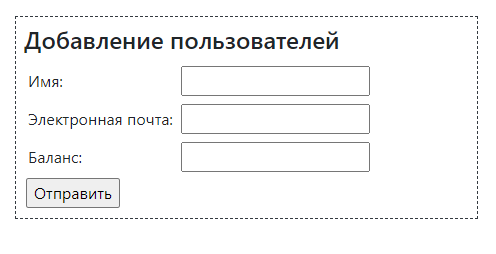 Добавление пользователей
Имя:
Электронная почта:
Баланс:
Отправить